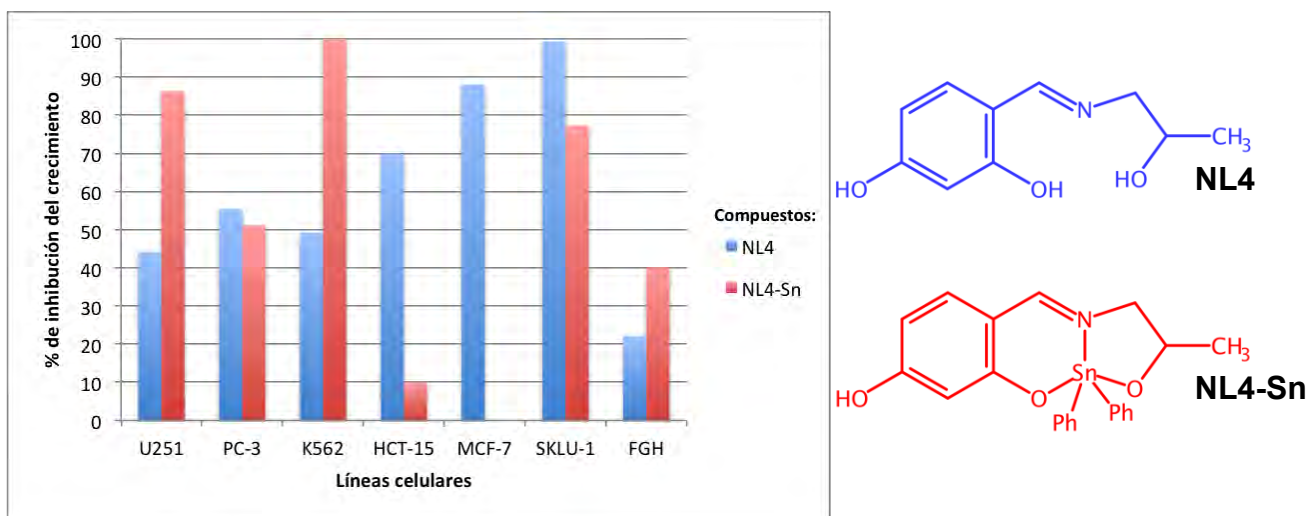 % de inhibución del crecimiento
100
90
80
70
60
50
40
30
20
10
0
U251 PC-3 K562 HCT-15 MCF-7 SKLU-1 FGH
Líneas celulares
Compuestos:
NL4
NL4-Sn
N
CH3
HO
OH
HO
NL4
N
CH3
Sn
O
O
HO
Ph
Ph
NL4-Sn